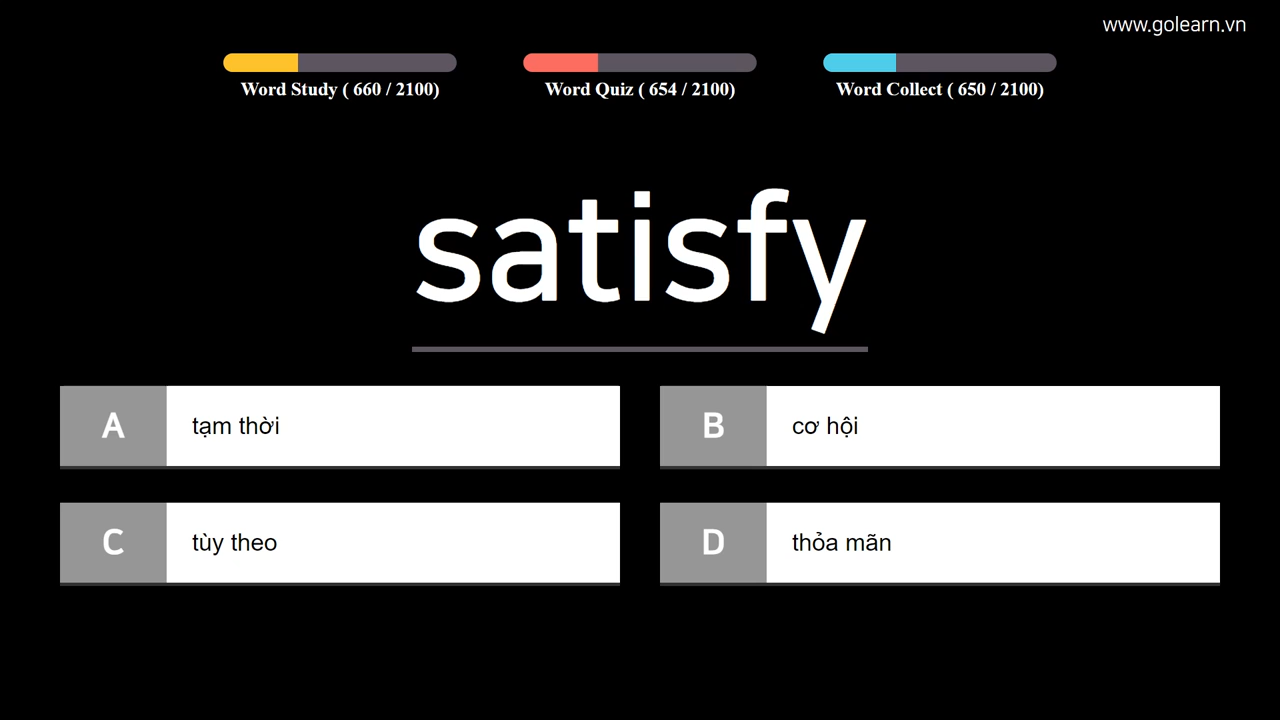 www.golearn.vn
Word Study ( 660 / 2100)
Word Quiz ( 654 / 2100)
Word Collect ( 650 / 2100)
satisfy
A tạm thời
B cơ hội
C tùy theo
D thỏa mãn